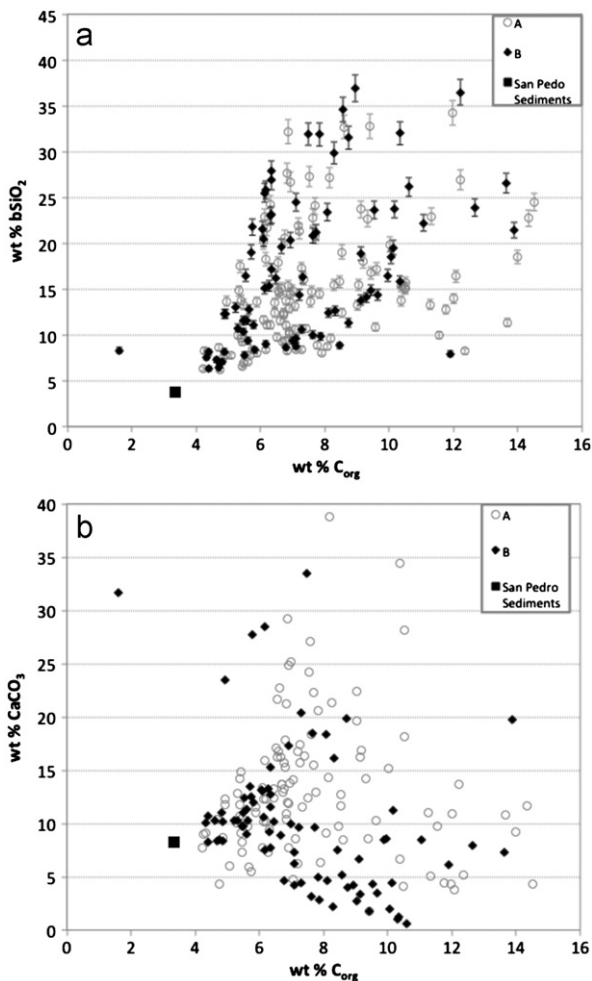 a
45
40
35
30
25
20
15
10
5
0
wt % bSiO₂
A
B
San Pedo
Sediments
0 2 4 6 8 10 12 14 16
wt % Corg
b
40
35
30
25
20
15
10
5
0
wt % CaCO₃
A
B
San Pedro
Sediments
0 2 4 6 8 10 12 14 16
wt % Corg